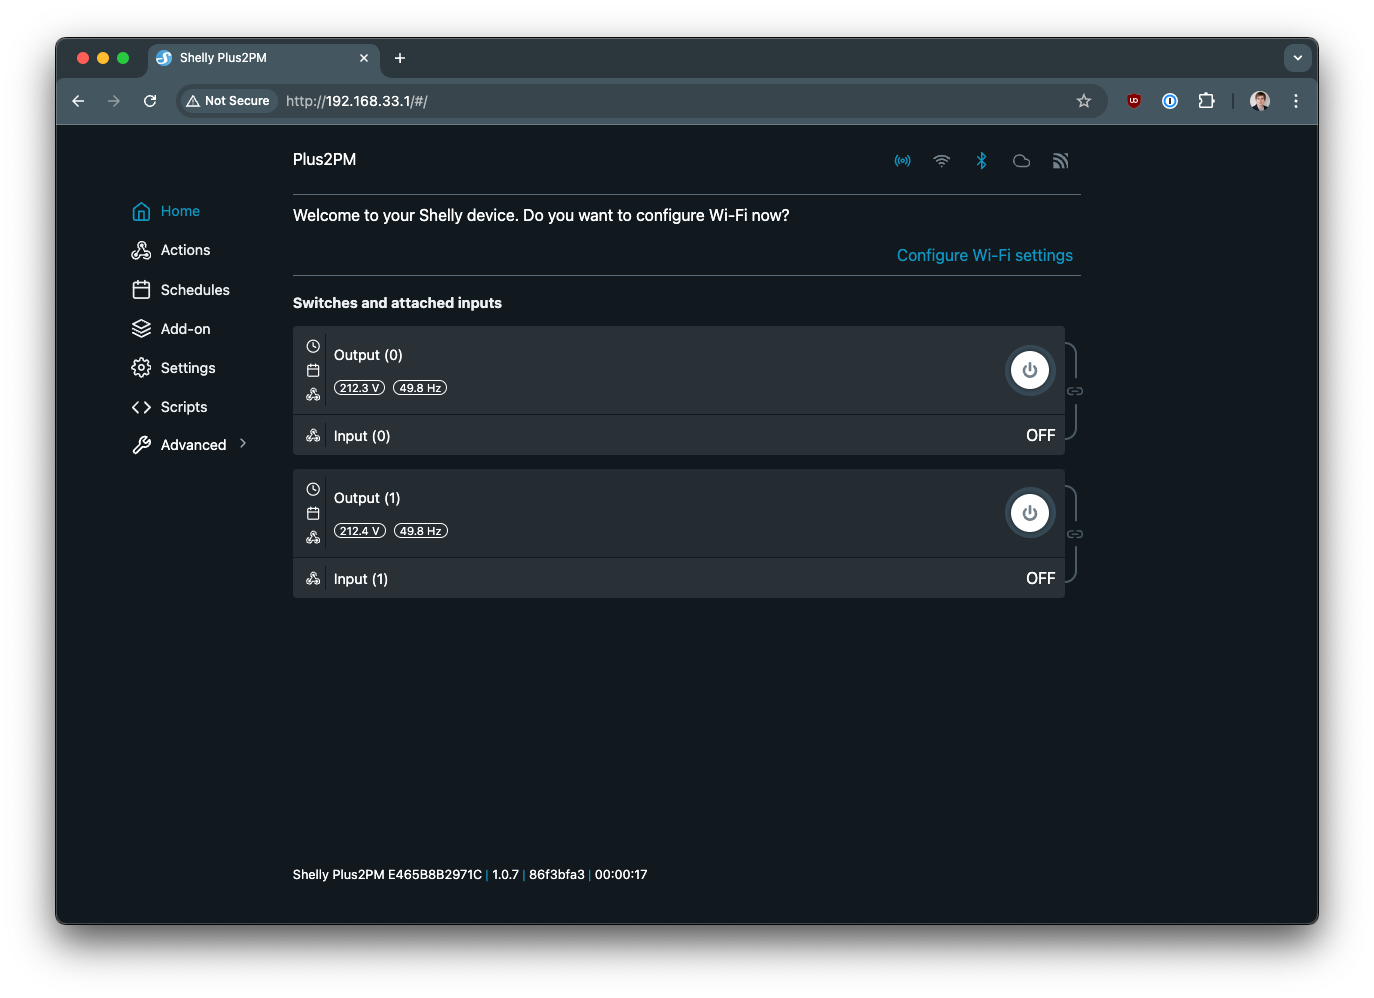 Shelly Plus2PM
Not Secure http://192.168.33.1/#/
Plus2PM
Home
Actions
Schedules
Add-on
Settings
Scripts
Advanced
Welcome to your Shelly device. Do you want to configure Wi-Fi now?
Configure Wi-Fi settings
Switches and attached inputs
Output (0)
212.3 V 49.8 Hz
Input (0) OFF
Output (1)
212.4 V 49.8 Hz
Input (1) OFF
Shelly Plus2PM E465B8B2971C | 1.0.7 | 86f3bfa3 | 00:00:17